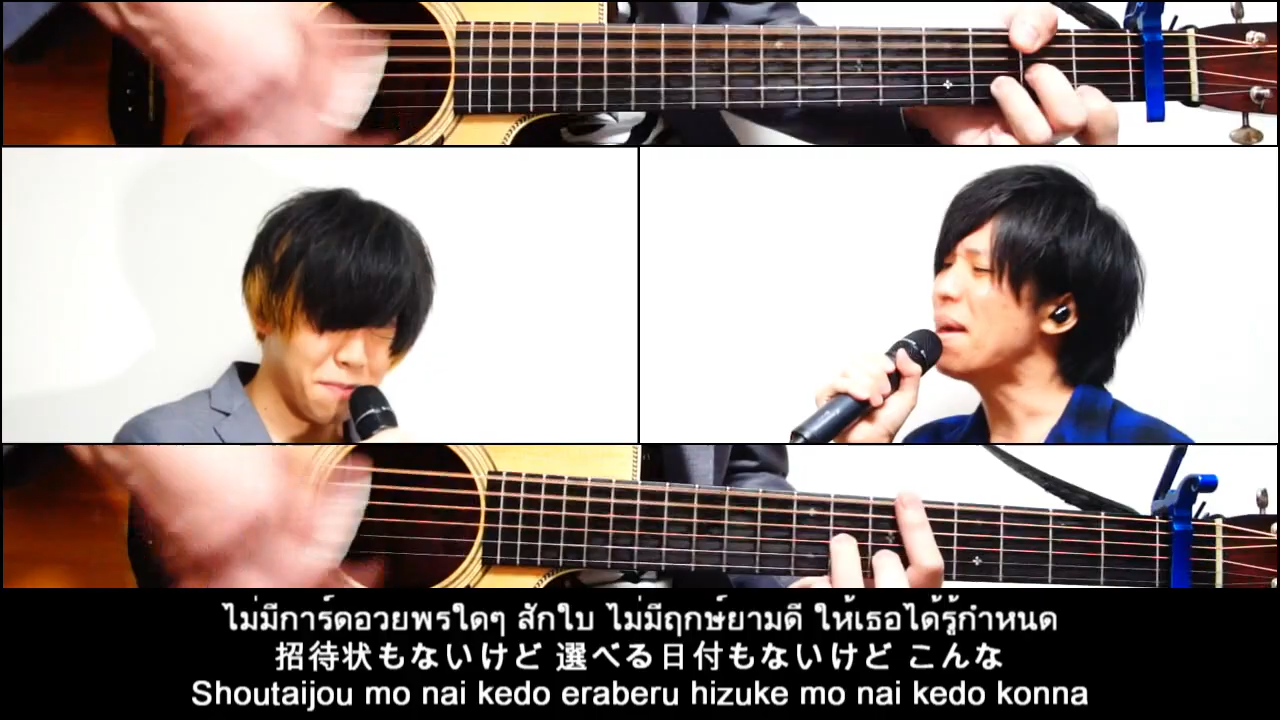 ไม่มีการ์ดอวยพรใดๆ สักใบ ไม่มีฤกษ์ยามดี ให้เธอได้รู้กำหนด
招待状もないけど 選べる日付もないけど こんな
Shoutaijou mo nai kedo eraberu hizuke mo nai kedo konna